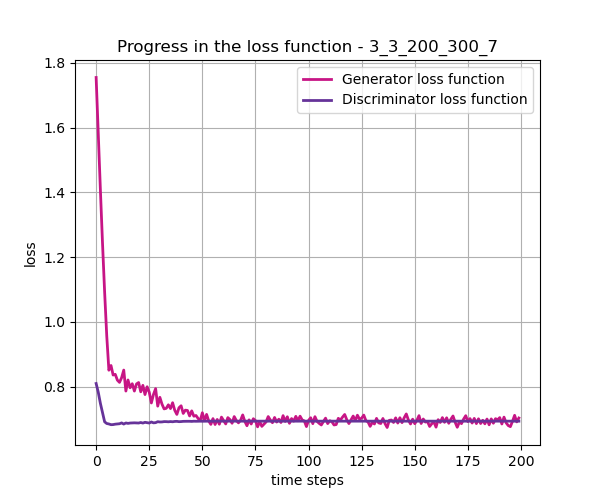 Progress in the loss function - 3_3_200_300_7
Generator loss function
Discriminator loss function
1.8
1.6
1.4
1.2
1.0
0.8
loss
0 25 50 75 100 125 150 175 200
time steps